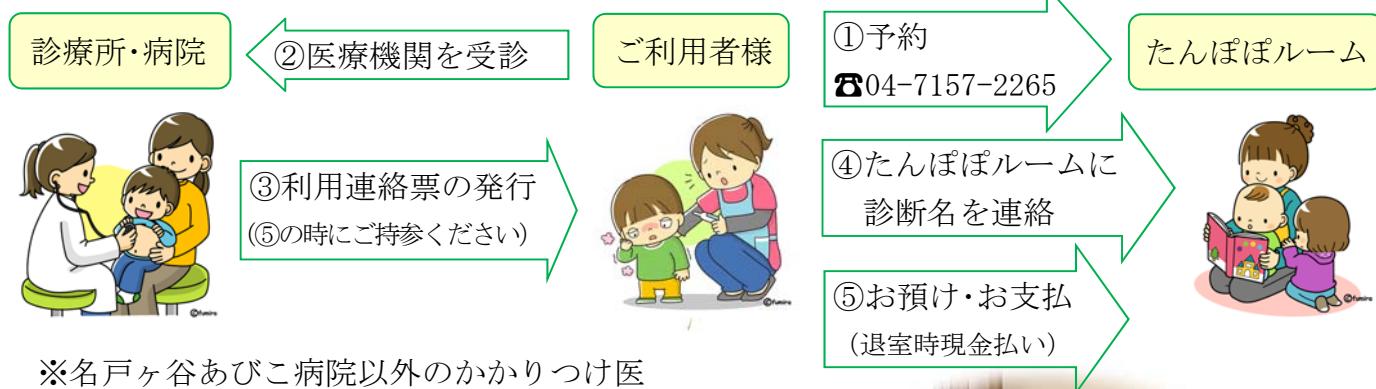 診療所・病院
②医療機関を受診
ご利用者様
①予約
☎04-7157-2265
たんぽぽルーム
③利用連絡票の発行
(⑤の時にご持参ください)
④たんぽぽルームに
診断名を連絡
⑤お預け・お支払
(退室時現金払い)
©fumira
©fumira
©fumira
※名戸ヶ谷あびこ病院以外のかかりつけ医